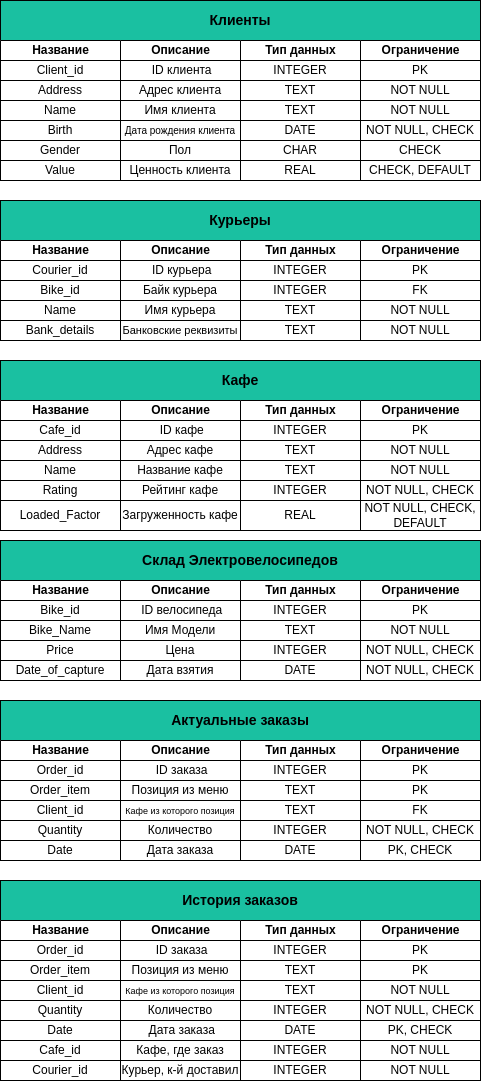 Клиенты
Название Описание Тип данных Ограничение
Client_id ID клиента INTEGER PK
Address Адрес клиента TEXT NOT NULL
Name Имя клиента TEXT NOT NULL
Birth Дата рождения клиента DATE NOT NULL, CHECK
Gender Пол CHAR CHECK
Value Ценность клиента REAL CHECK, DEFAULT
Курьеры
Название Описание Тип данных Ограничение
Courier_id ID курьера INTEGER PK
Bike_id Байк курьера INTEGER FK
Name Имя курьера TEXT NOT NULL
Bank_details Банковские реквизиты TEXT NOT NULL
Кафе
Название Описание Тип данных Ограничение
Cafe_id ID кафе INTEGER PK
Address Адрес кафе TEXT NOT NULL
Name Название кафе TEXT NOT NULL
Rating Рейтинг кафе INTEGER NOT NULL, CHECK
Loaded_Factor Загруженность кафе REAL NOT NULL, CHECK,
DEFAULT
Склад Электровелосипедов
Название Описание Тип данных Ограничение
Bike_id ID велосипеда INTEGER PK
Bike_Name Имя Модели TEXT NOT NULL
Price Цена INTEGER NOT NULL, CHECK
Date_of_capture Дата взятия DATE NOT NULL, CHECK
Актуальные заказы
Название Описание Тип данных Ограничение
Order_id ID заказа INTEGER PK
Order_item Позиция из меню TEXT PK
Client_id Кафе из которого позиция TEXT FK
Quantity Количество INTEGER NOT NULL, CHECK
Date Дата заказа DATE PK, CHECK
История заказов
Название Описание Тип данных Ограничение
Order_id ID заказа INTEGER PK
Order_item Позиция из меню TEXT PK
Client_id Кафе из которого позиция TEXT NOT NULL
Quantity Количество INTEGER NOT NULL, CHECK
Date Дата заказа DATE PK, CHECK
Cafe_id Кафе, где заказ INTEGER NOT NULL
Courier_id Курьер, к-й доставил INTEGER NOT NULL